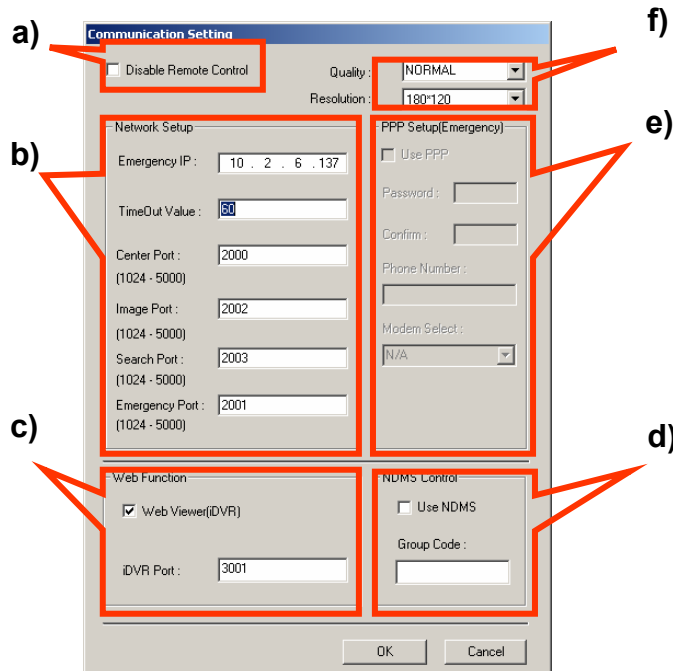 a)
f)
Communication Setting
Disable Remote Control
Quality :
NORMAL
Resolution :
180*120
b)
e)
Network Setup
Emergency IP :
10 . 2 . 6 . 137
TimeOut Value :
60
Center Port :
2000
(1024 - 5000)
Image Port :
2002
(1024 - 5000)
Search Port :
2003
(1024 - 5000)
Emergency Port :
2001
(1024 - 5000)
PPP Setup(Emergency)
Use PPP
Password :
Confirm :
Phone Number :
Modem Select :
N/A
c)
d)
Web Function
Web Viewer(iDVR)
iDVR Port :
3001
NDMS Control
Use NDMS
Group Code :
OK
Cancel